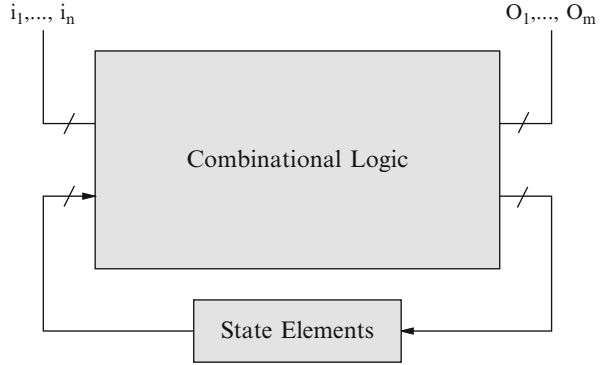 i₁,..., iₙ
O₁,..., Oₘ
Combinational Logic
State Elements